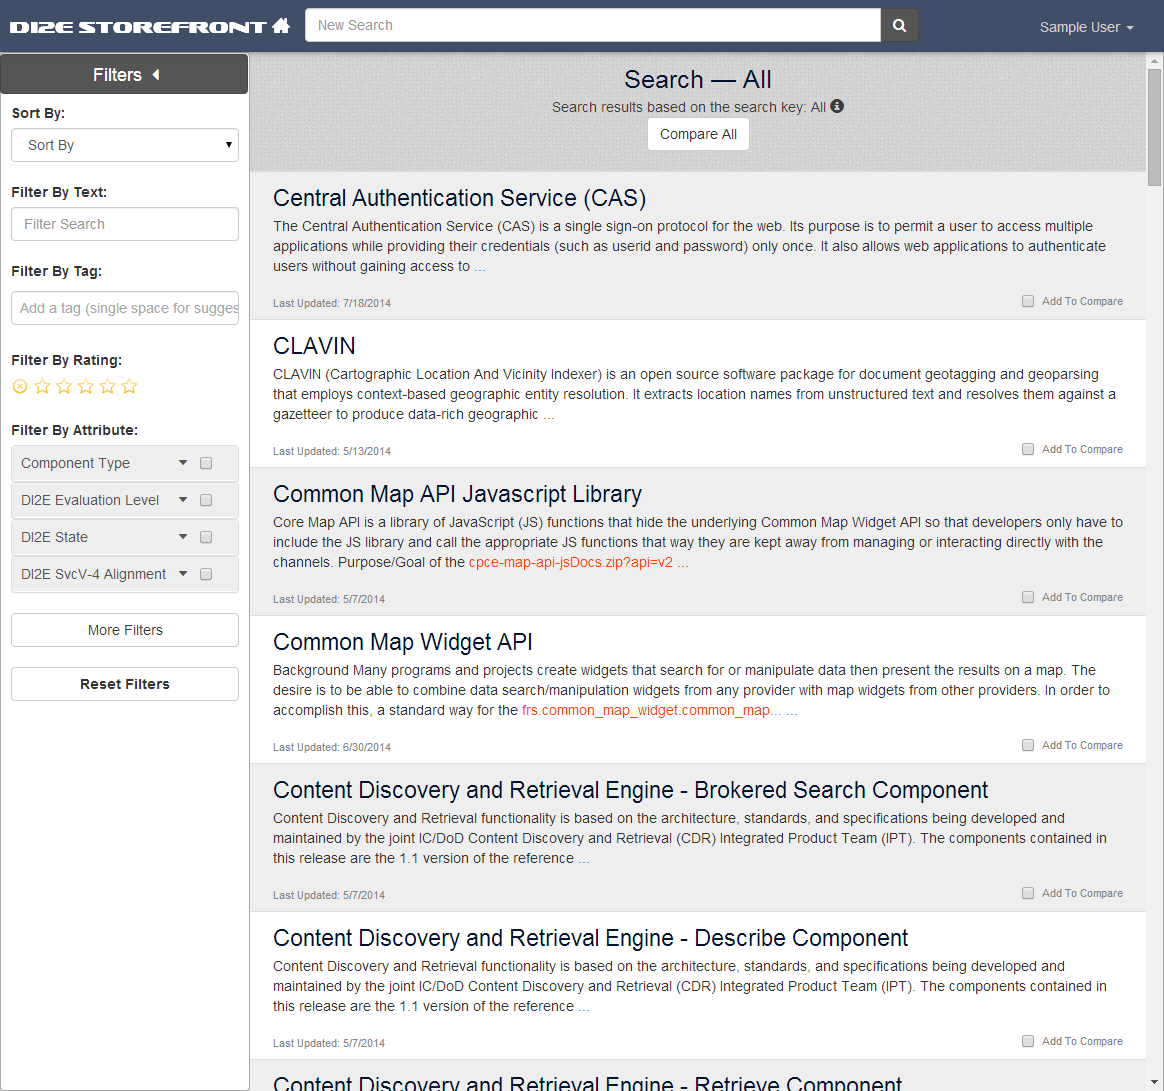 DI2E STOREFRONT
New Search
Sample User
Filters
Sort By:
Sort By
Filter By Text:
Filter Search
Filter By Tag:
Add a tag (single space for sugges
Filter By Rating:
Filter By Attribute:
Component Type
DI2E Evaluation Level
DI2E State
DI2E SvcV-4 Alignment
More Filters
Reset Filters
Search — All
Search results based on the search key: All
Compare All
Central Authentication Service (CAS)
The Central Authentication Service (CAS) is a single sign-on protocol for the web. Its purpose is to permit a user to access multiple
applications while providing their credentials (such as userid and password) only once. It also allows web applications to authenticate
users without gaining access to ...
Last Updated: 7/18/2014
Add To Compare
CLAVIN
CLAVIN (Cartographic Location And Vicinity Indexer) is an open source software package for document geotagging and geoparsing
that employs context-based geographic entity resolution. It extracts location names from unstructured text and resolves them against a
gazetteer to produce data-rich geographic ...
Last Updated: 5/13/2014
Add To Compare
Common Map API Javascript Library
Core Map API is a library of JavaScript (JS) functions that hide the underlying Common Map Widget API so that developers only have to
include the JS library and call the appropriate JS functions that way they are kept away from managing or interacting directly with the
channels. Purpose/Goal of the cpce-map-api-jsDocs.zip?api=v2 ...
Last Updated: 5/7/2014
Add To Compare
Common Map Widget API
Background Many programs and projects create widgets that search for or manipulate data then present the results on a map. The
desire is to be able to combine data search/manipulation widgets from any provider with map widgets from other providers. In order to
accomplish this, a standard way for the frs.common_map_widget.common_map... ...
Last Updated: 6/30/2014
Add To Compare
Content Discovery and Retrieval Engine - Brokered Search Component
Content Discovery and Retrieval functionality is based on the architecture, standards, and specifications being developed and
maintained by the joint IC/DoD Content Discovery and Retrieval (CDR) Integrated Product Team (IPT). The components contained in
this release are the 1.1 version of the reference ...
Last Updated: 5/7/2014
Add To Compare
Content Discovery and Retrieval Engine - Describe Component
Content Discovery and Retrieval functionality is based on the architecture, standards, and specifications being developed and
maintained by the joint IC/DoD Content Discovery and Retrieval (CDR) Integrated Product Team (IPT). The components contained in
this release are the 1.1 version of the reference ...
Last Updated: 5/7/2014
Add To Compare
Content Discovery and Retrieval Engine - Retrieve Component